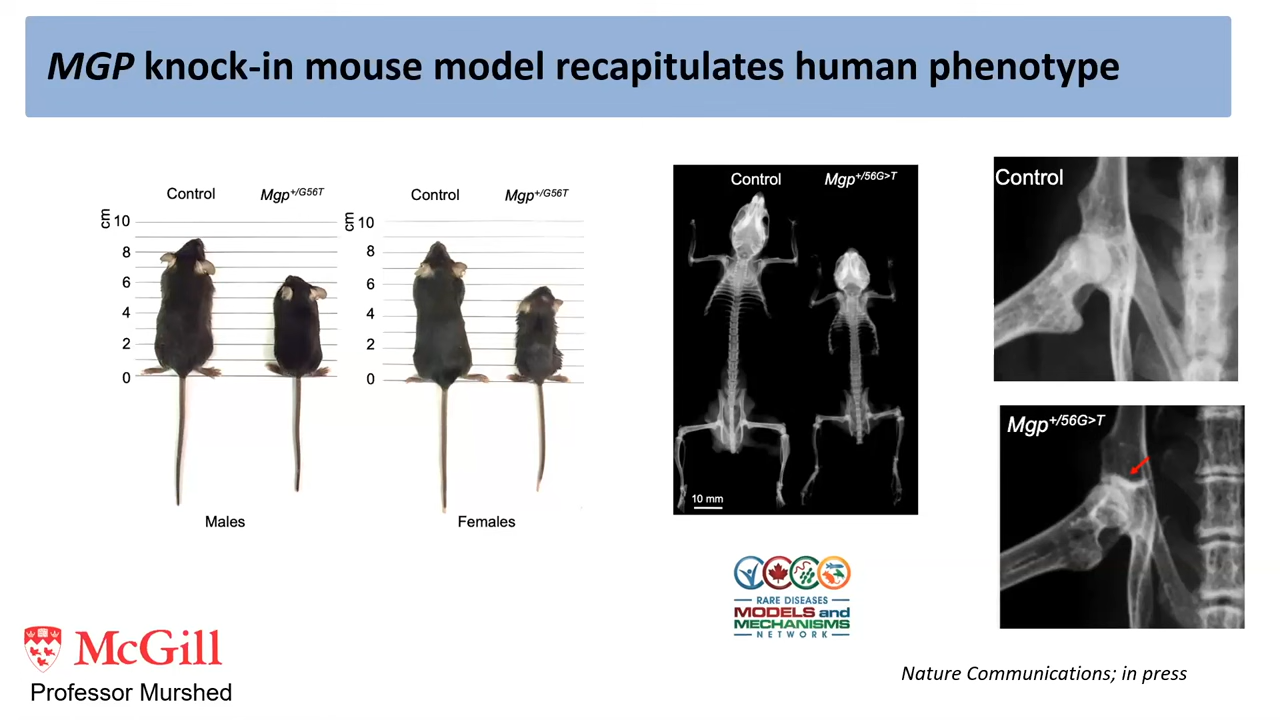 MGP knock-in mouse model recapitulates human phenotype
Control
Mgp+/G56T
cm
10
8
6
4
2
0
Males
Control
Mgp+/G56T
cm
10
8
6
4
2
0
Females
Control
Mgp+/56G>T
10 mm
Control
Mgp+/56G>T
RARE DISEASES
MODELS and
MECHANISMS
NETWORK
McGill
Professor Murshed
Nature Communications; in press